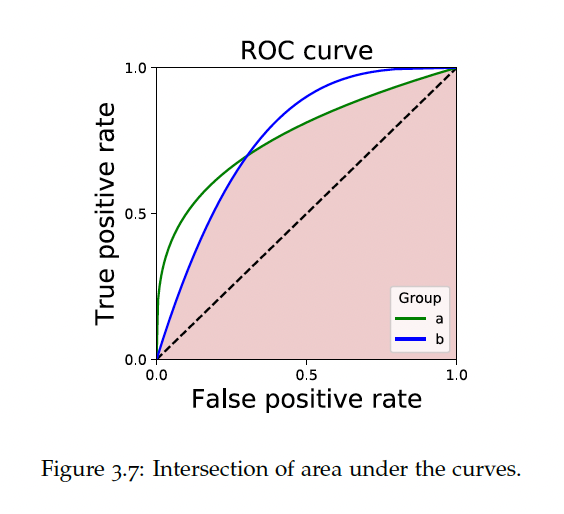 ROC curve
True positive rate
1.0
0.5
0.0
0.0 0.5 1.0
False positive rate
Group
a
b
Figure 3.7: Intersection of area under the curves.